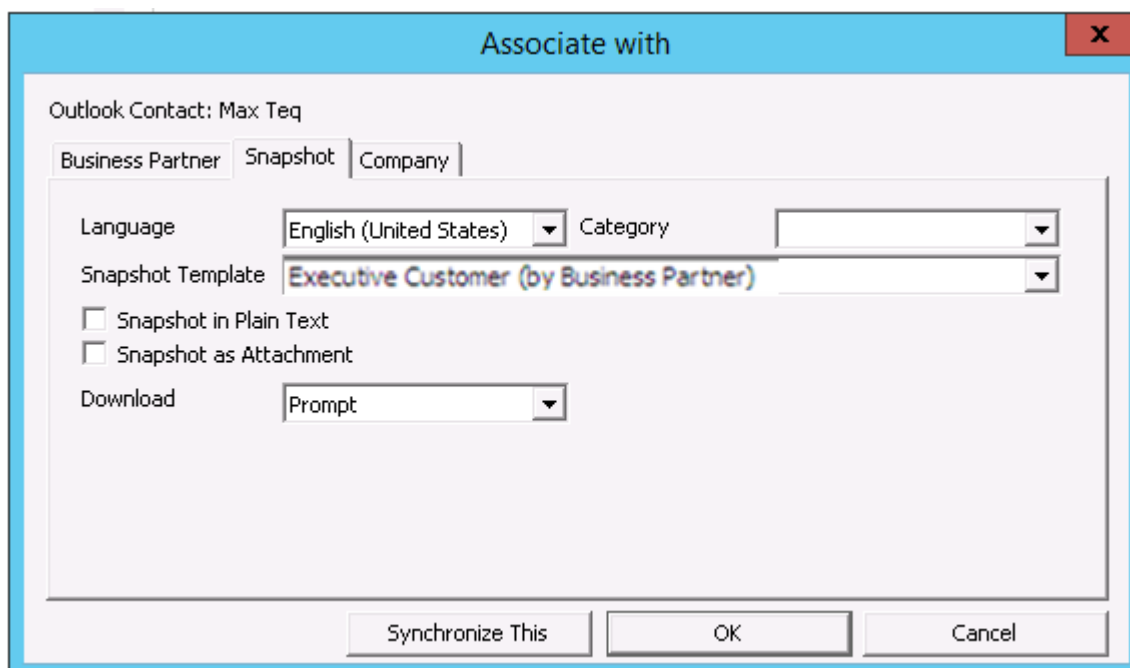 Associate with
x
Outlook Contact: Max Teq
Business Partner Snapshot Company
Language English (United States) Category
Snapshot Template Executive Customer (by Business Partner)
Snapshot in Plain Text
Snapshot as Attachment
Download Prompt
Synchronize This OK Cancel